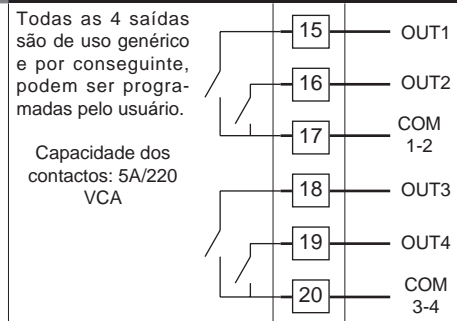 Todas as 4 saídas
são de uso genérico
e por conseguinte,
podem ser progra-
madas pelo usuário.
Capacidade dos
contactos: 5A/220
VCA
15 OUT1
16 OUT2
17 COM
1-2
18 OUT3
19 OUT4
20 COM
3-4